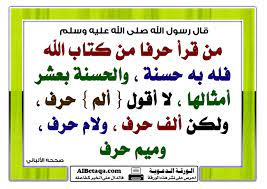 قال رسول الله صلى الله عليه وسلم
من قرأ حرفا من كتاب الله
فله به حسنة ، والحسنة بعشر
أمثالها ، لا أقول { ألم } حرف ،
ولكن ألف حرف ، ولام حرف ،
وميم حرف
صححه الألباني
الورقة الدعوية
AlBetaqa.com